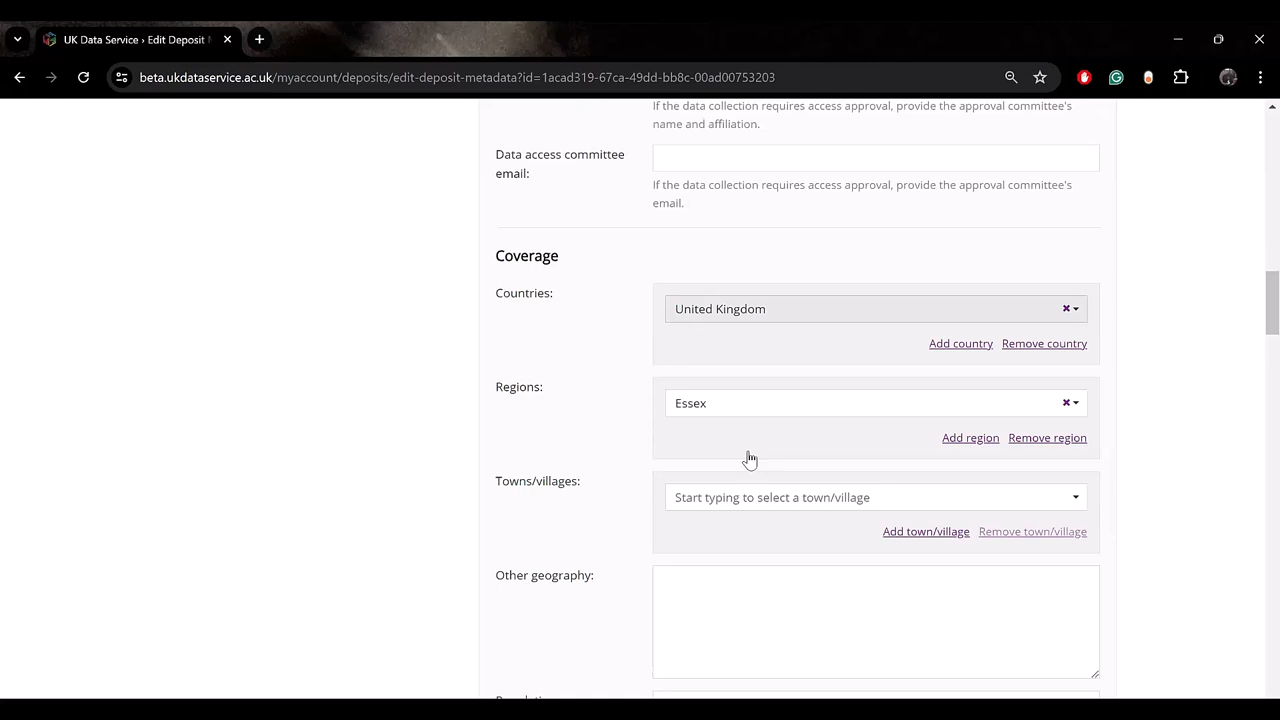 UK Data Service › Edit Deposit
beta.ukdataservice.ac.uk/myaccount/deposits/edit-deposit-metadata?id=1acad319-67ca-49dd-bb8c-00ad00753203
If the data collection requires access approval, provide the approval committee's
name and affiliation.
Data access committee
email:
If the data collection requires access approval, provide the approval committee's
email.
Coverage
Countries:
United Kingdom
Add country Remove country
Regions:
Essex
Add region Remove region
Towns/villages:
Start typing to select a town/village
Add town/village Remove town/village
Other geography: